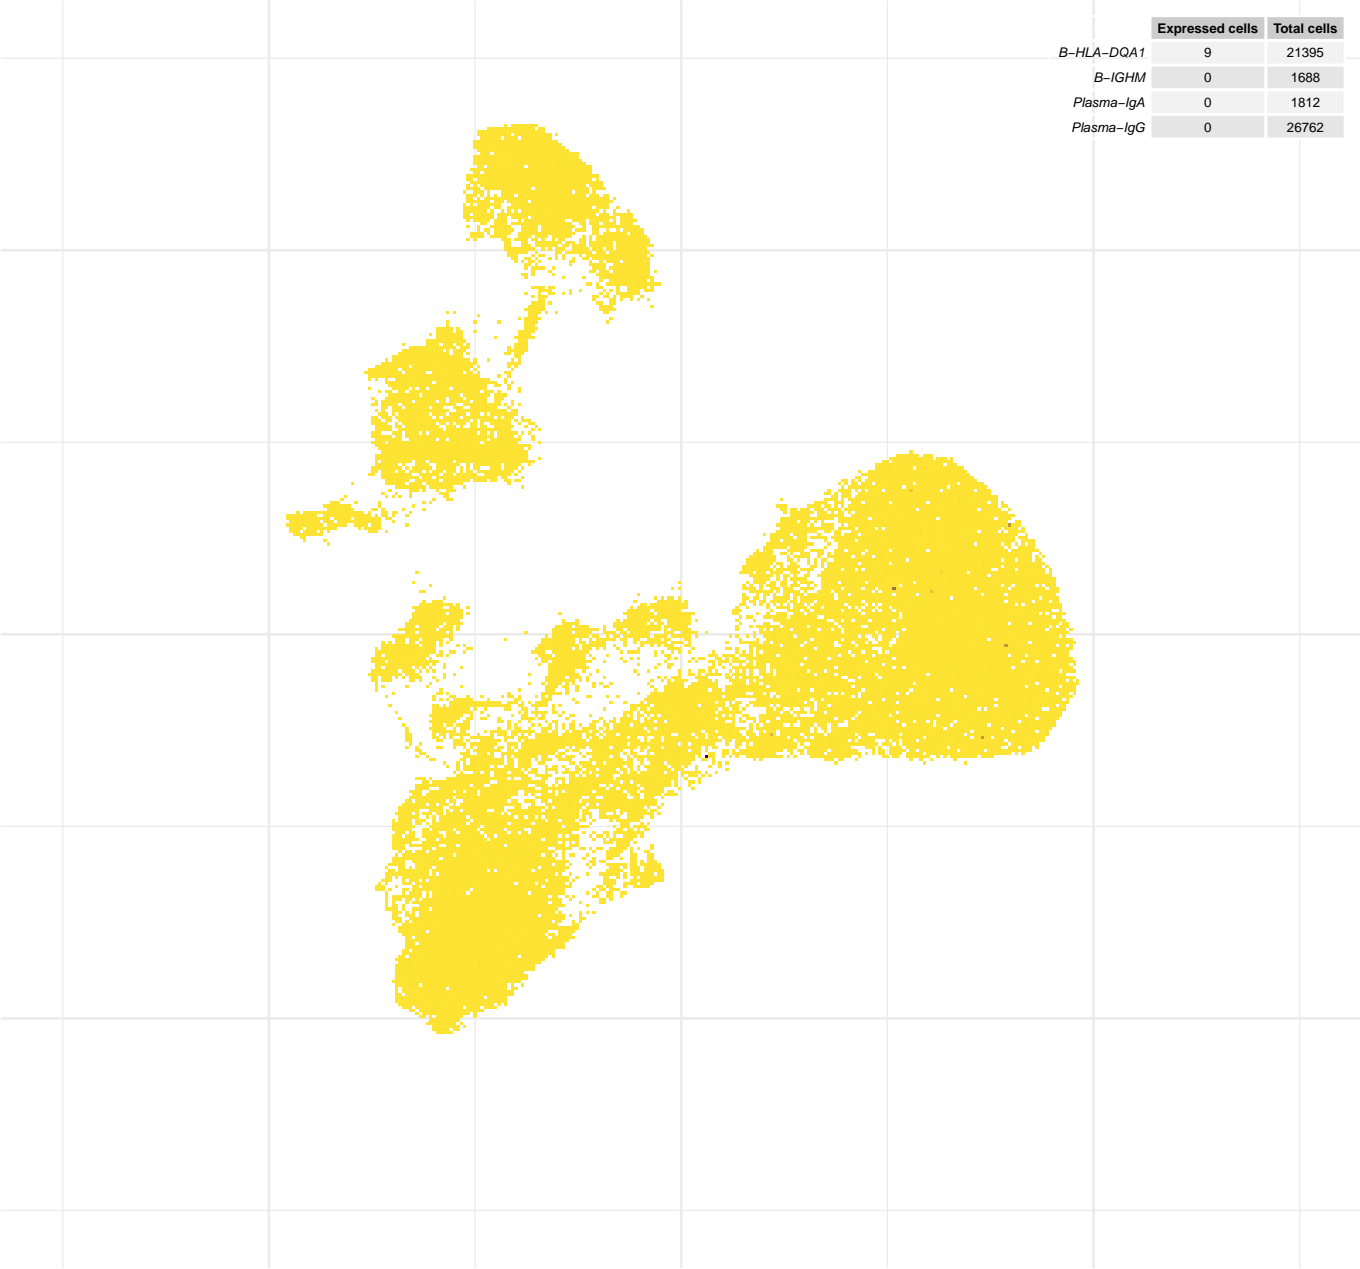 Expressed cells Total cells
B−HLA−DQA1 9 21395
B−IGHM 0 1688
Plasma−IgA 0 1812
Plasma−IgG 0 26762